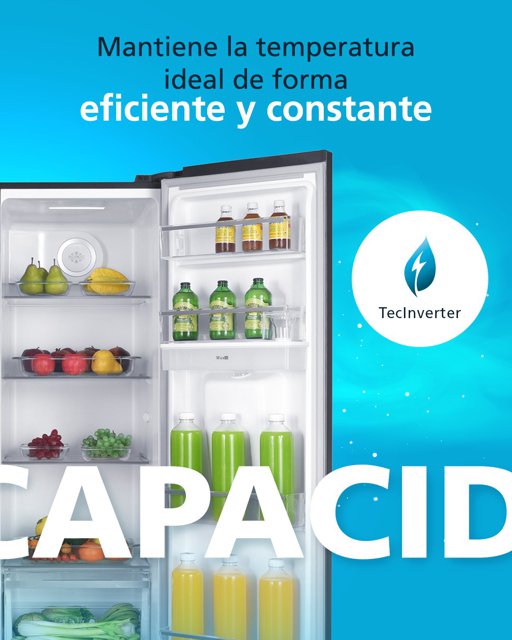 Mantiene la temperatura
ideal de forma
eficiente y constante
TecInverter
CAPACID